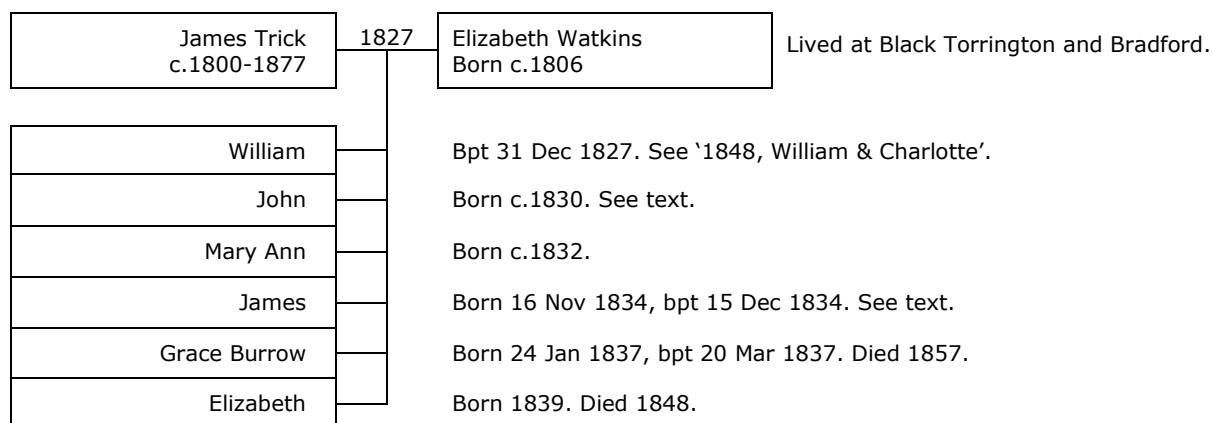 James Trick 1827 Elizabeth Watkins Lived at Black Torrington and Bradford.
c.1800-1877 Born c.1806
William Bpt 31 Dec 1827. See ‘1848, William & Charlotte’.
John Born c.1830. See text.
Mary Ann Born c.1832.
James Born 16 Nov 1834, bpt 15 Dec 1834. See text.
Grace Burrow Born 24 Jan 1837, bpt 20 Mar 1837. Died 1857.
Elizabeth Born 1839. Died 1848.